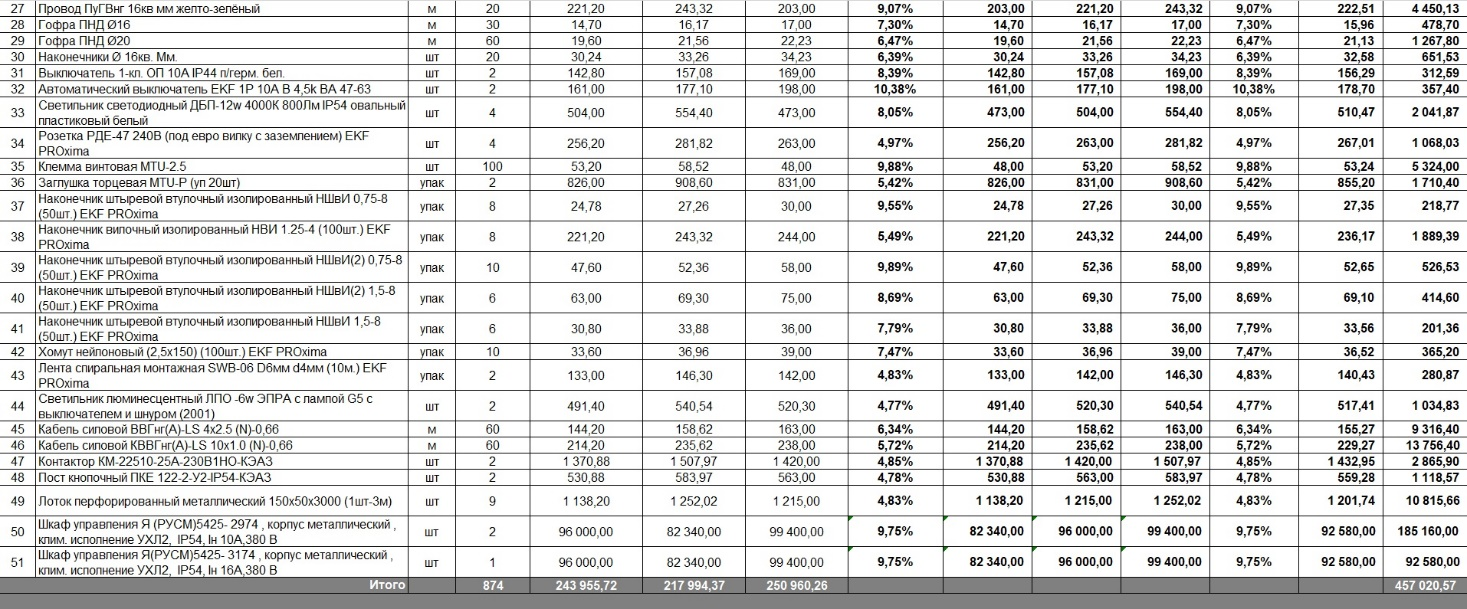 27 Провод ПуГВнг 16кв мм желто-зелёный м 20 221,20 243,32 203,00 9,07% 203,00 221,20 243,32 9,07% 222,51 4 450,13
28 Гофра ПНД Ø16 м 30 14,70 16,17 17,00 7,30% 14,70 16,17 17,00 7,30% 15,96 478,70
29 Гофра ПНД Ø20 м 60 19,60 21,56 22,23 6,47% 19,60 21,56 22,23 6,47% 21,13 1 267,80
30 Наконечники Ø 16кв. Мм. шт 20 30,24 33,26 34,23 6,39% 30,24 33,26 34,23 6,39% 32,58 651,53
31 Выключатель 1-кл. ОП 10А IP44 п/герм. бел. шт 2 142,80 157,08 169,00 8,39% 142,80 157,08 169,00 8,39% 156,29 312,59
32 Автоматический выключатель EKF 1P 10А В 4,5k ВА 47-63 шт 2 161,00 177,10 198,00 10,38% 161,00 177,10 198,00 10,38% 178,70 357,40
33 Светильник светодиодный ДБП-12w 4000К 800Лм IP54 овальный
пластиковый белый шт 4 504,00 554,40 473,00 8,05% 473,00 504,00 554,40 8,05% 510,47 2 041,87
34 Розетка РДЕ-47 240В (под евро вилку с заземлением) EKF
PROxima шт 4 256,20 281,82 263,00 4,97% 256,20 263,00 281,82 4,97% 267,01 1 068,03
35 Клемма винтовая MTU-2.5 шт 100 53,20 58,52 48,00 9,88% 48,00 53,20 58,52 9,88% 53,24 5 324,00
36 Заглушка торцевая MTU-P (уп 20шт) упак 2 826,00 908,60 831,00 5,42% 826,00 831,00 908,60 5,42% 855,20 1 710,40
37 Наконечник штыревой втулочный изолированный НШвИ 0,75-8
(50шт.) EKF PROxima упак 8 24,78 27,26 30,00 9,55% 24,78 27,26 30,00 9,55% 27,35 218,77
38 Наконечник вилочный изолированный НВИ 1.25-4 (100шт.) EKF
PROxima упак 8 221,20 243,32 244,00 5,49% 221,20 243,32 244,00 5,49% 236,17 1 889,39
39 Наконечник штыревой втулочный изолированный НШвИ(2) 0,75-8
(50шт.) EKF PROxima упак 10 47,60 52,36 58,00 9,89% 47,60 52,36 58,00 9,89% 52,65 526,53
40 Наконечник штыревой втулочный изолированный НШвИ(2) 1,5-8
(50шт.) EKF PROxima упак 6 63,00 69,30 75,00 8,69% 63,00 69,30 75,00 8,69% 69,10 414,60
41 Наконечник штыревой втулочный изолированный НШвИ 1,5-8
(50шт.) EKF PROxima упак 6 30,80 33,88 36,00 7,79% 30,80 33,88 36,00 7,79% 33,56 201,36
42 Хомут нейлоновый (2,5х150) (100шт.) EKF PROxima упак 10 33,60 36,96 39,00 7,47% 33,60 36,96 39,00 7,47% 36,52 365,20
43 Лента спиральная монтажная SWB-06 D6мм d4мм (10м.) EKF
PROxima упак 2 133,00 146,30 142,00 4,83% 133,00 142,00 146,30 4,83% 140,43 280,87
44 Светильник люминесцентный ЛПО -6w ЭПРА с лампой G5 с
выключателем и шнуром (2001) шт 2 491,40 540,54 520,30 4,77% 491,40 520,30 540,54 4,77% 517,41 1 034,83
45 Кабель силовой ВВГнг(А)-LS 4х2.5 (N)-0,66 м 60 144,20 158,62 163,00 6,34% 144,20 158,62 163,00 6,34% 155,27 9 316,40
46 Кабель силовой КВВГнг(А)-LS 10х1.0 (N)-0,66 м 60 214,20 235,62 238,00 5,72% 214,20 235,62 238,00 5,72% 229,27 13 756,40
47 Контактор КМ-22510-25А-230В1НО-КЭАЗ шт 2 1 370,88 1 507,97 1 420,00 4,85% 1 370,88 1 420,00 1 507,97 4,85% 1 432,95 2 865,90
48 Пост кнопочный ПКЕ 122-2-У2-IP54-КЭАЗ шт 2 530,88 583,97 563,00 4,78% 530,88 563,00 583,97 4,78% 559,28 1 118,57
49 Лоток перфорированный металлический 150х50х3000 (1шт-3м) шт 9 1 138,20 1 252,02 1 215,00 4,83% 1 138,20 1 215,00 1 252,02 4,83% 1 201,74 10 815,66
50 Шкаф управления Я (РУСМ)5425- 2974 , корпус металлический ,
клим. исполнение УХЛ2, IP54, Iн 10А,380 В шт 2 96 000,00 82 340,00 99 400,00 9,75% 82 340,00 96 000,00 99 400,00 9,75% 92 580,00 185 160,00
51 Шкаф управления Я(РУСМ)5425- 3174 , корпус металлический ,
клим. исполнение УХЛ2, IP54, Iн 16А,380 В шт 1 96 000,00 82 340,00 99 400,00 9,75% 82 340,00 96 000,00 99 400,00 9,75% 92 580,00 92 580,00
Итого 874 243 955,72 217 994,37 250 960,26 457 020,57